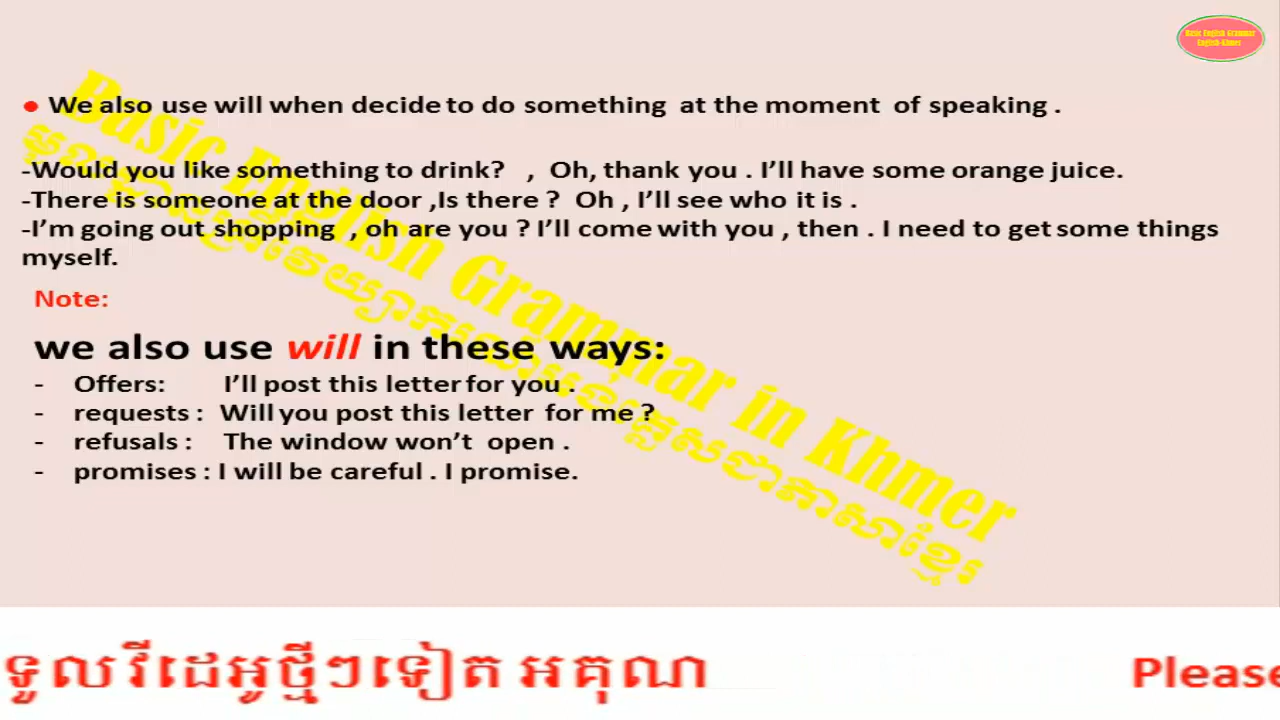 Basic English Grammar
English-Khmer
• We also use will when decide to do something at the moment of speaking .
-Would you like something to drink? , Oh, thank you . I’ll have some orange juice.
-There is someone at the door ,Is there ? Oh , I’ll see who it is .
-I’m going out shopping , oh are you ? I’ll come with you , then . I need to get some things
myself.
Note:
we also use will in these ways:
- Offers: I’ll post this letter for you .
- requests : Will you post this letter for me ?
- refusals : The window won’t open .
- promises : I will be careful . I promise.
Basic English Grammar in Khmer
ទួល វីដេអូថ្មីៗទៀត អគុណ
Please